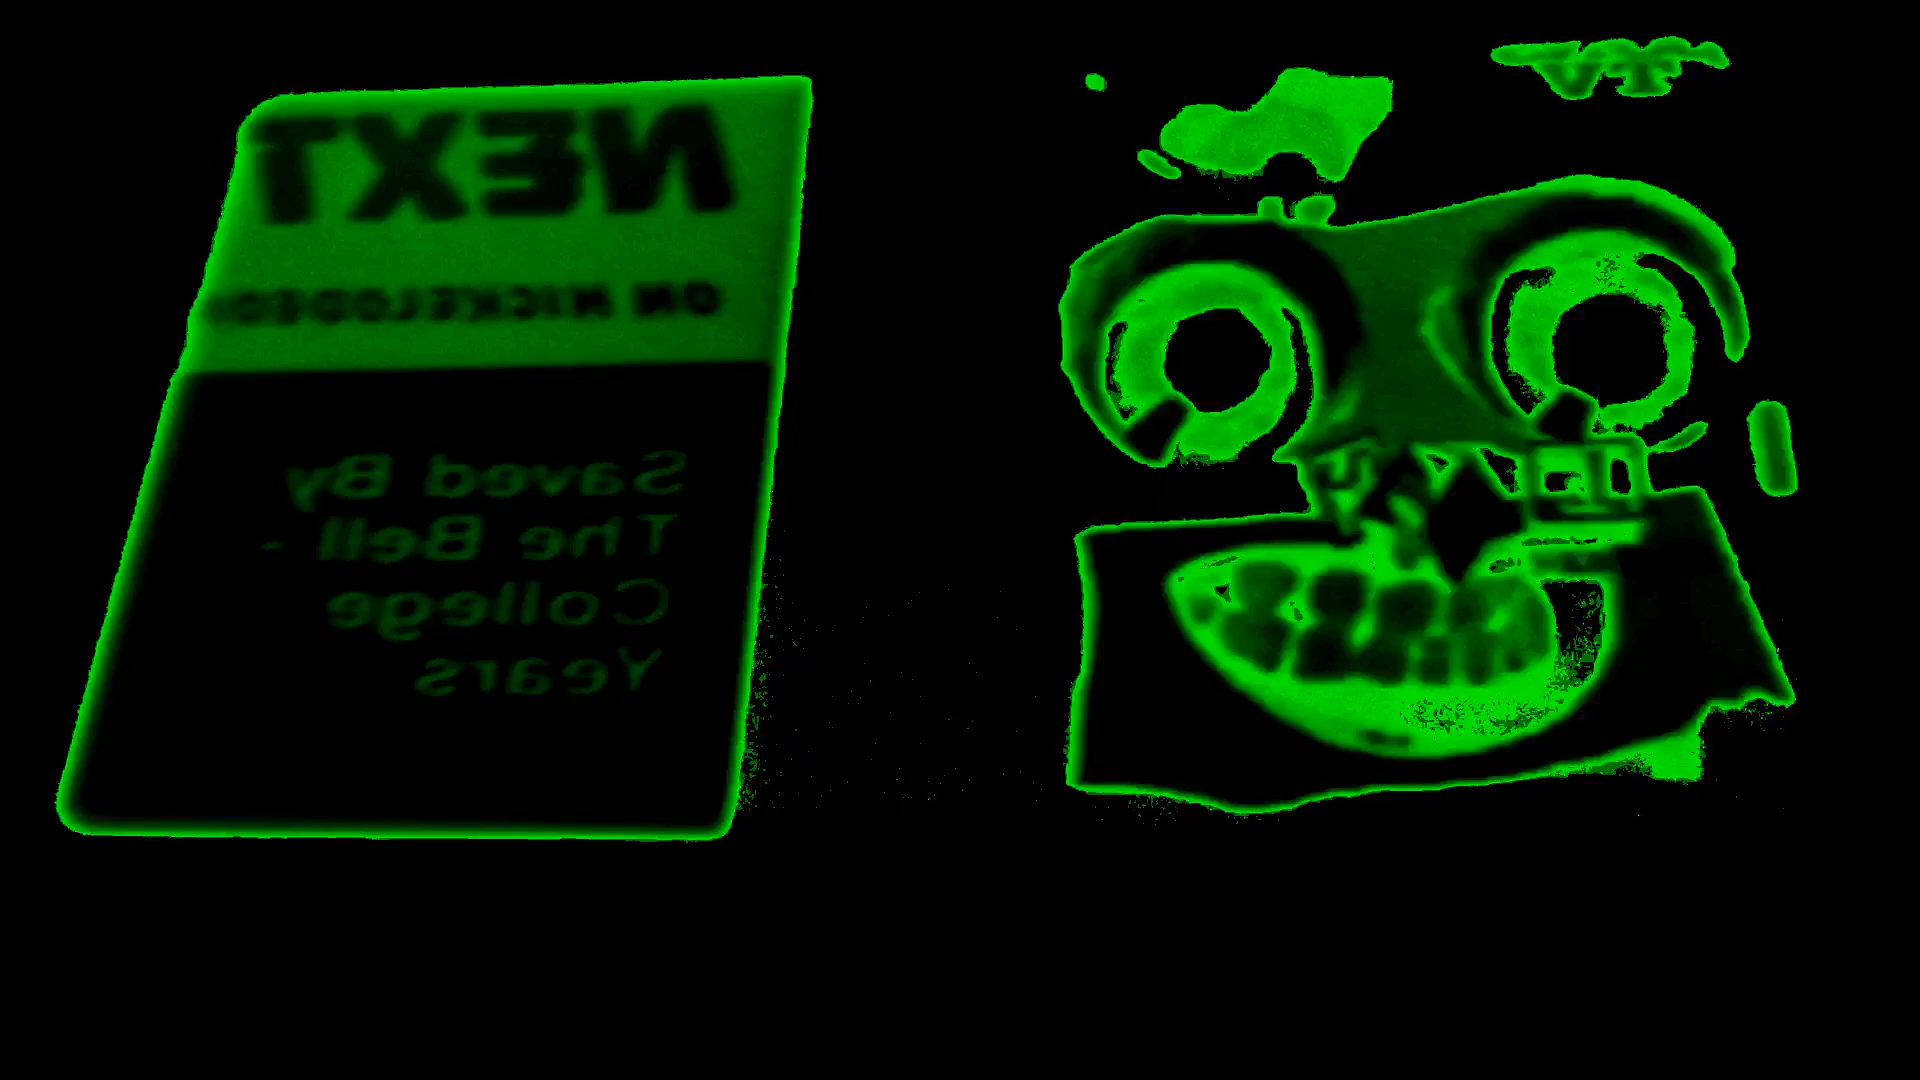 NEXT
ON NICKELODEON
Saved By
The Bell -
College
Years